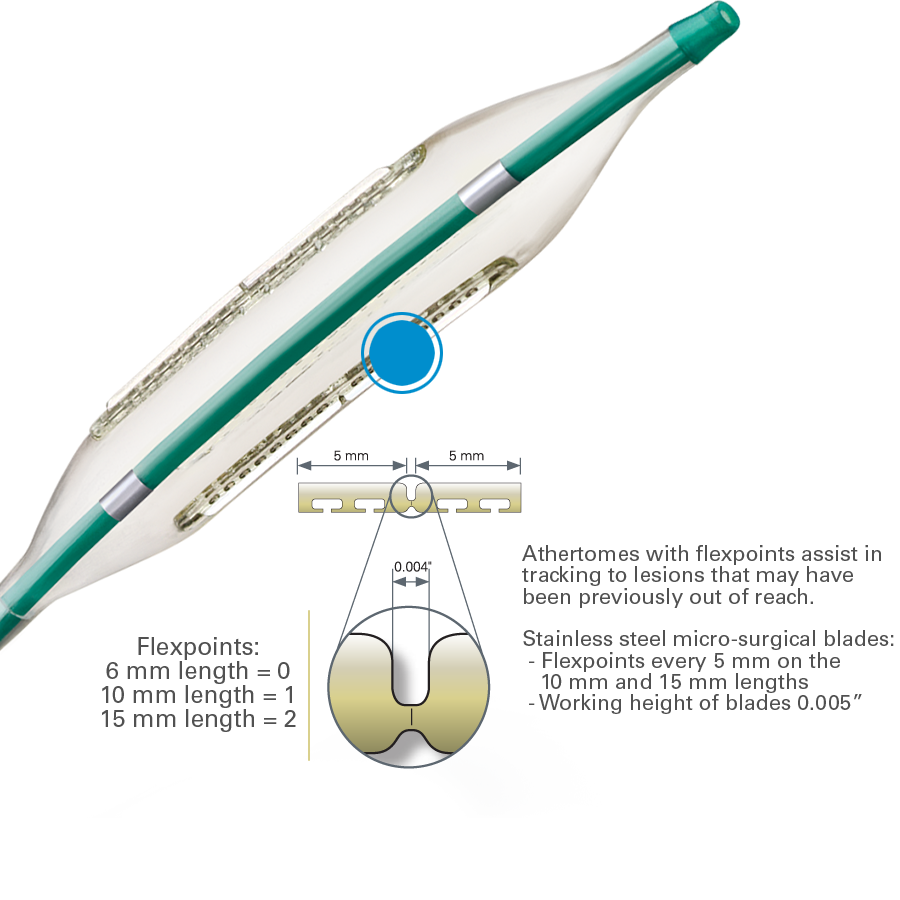 5 mm
5 mm
0.004"
Athertomes with flexpoints assist in
tracking to lesions that may have
been previously out of reach.
Stainless steel micro-surgical blades:
- Flexpoints every 5 mm on the
10 mm and 15 mm lengths
- Working height of blades 0.005”
Flexpoints:
6 mm length = 0
10 mm length = 1
15 mm length = 2